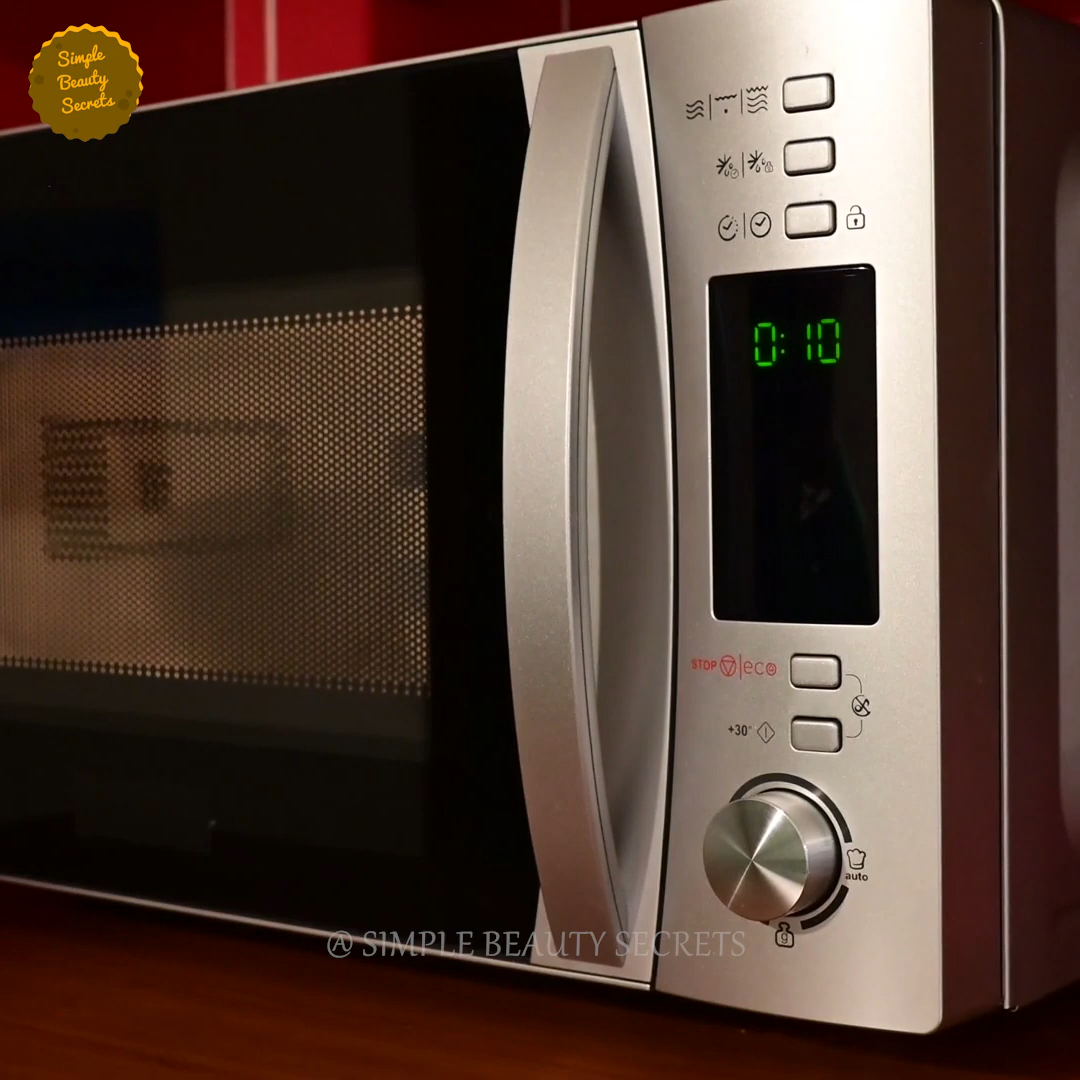 Simple
Beauty
Secrets
0:10
STOP eco
+30"
auto
g
@ SIMPLE BEAUTY SECRETS